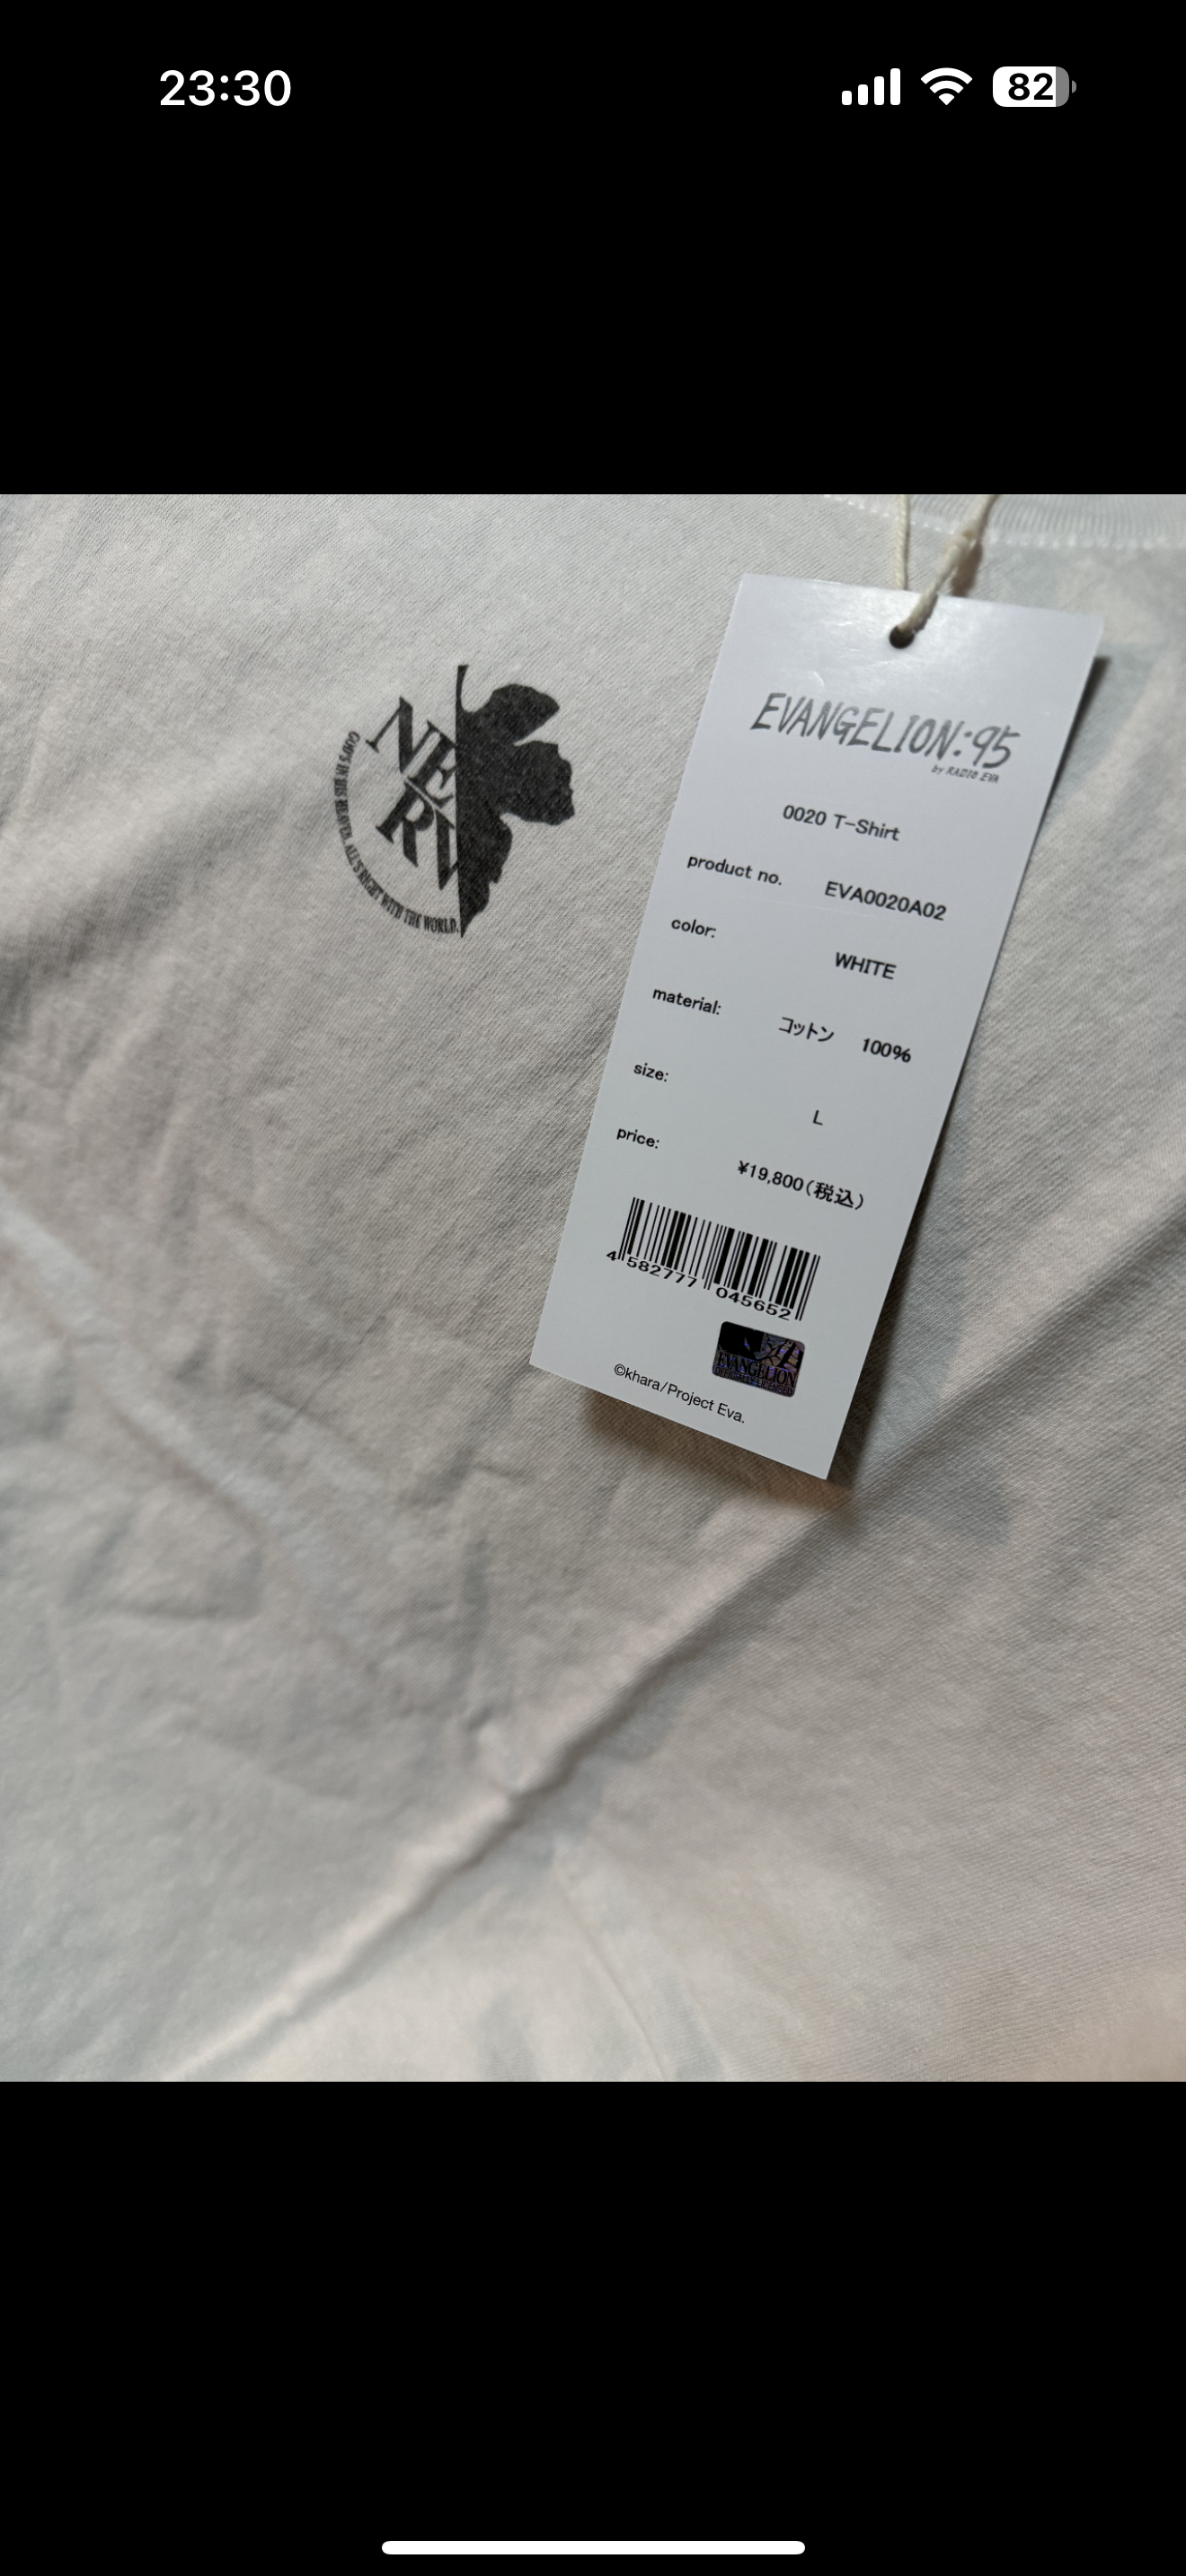 23:30
82
NERV
GOD'S IN HIS HEAVEN. ALL'S RIGHT WITH THE WORLD.
EVANGELION:95
by RADIO EVA
0020 T-Shirt
product no. EVA0020A02
color: WHITE
material: コットン 100%
size: L
price: ¥19,800(税込)
4 582777 045652
EVANGELION
©khara/Project Eva.